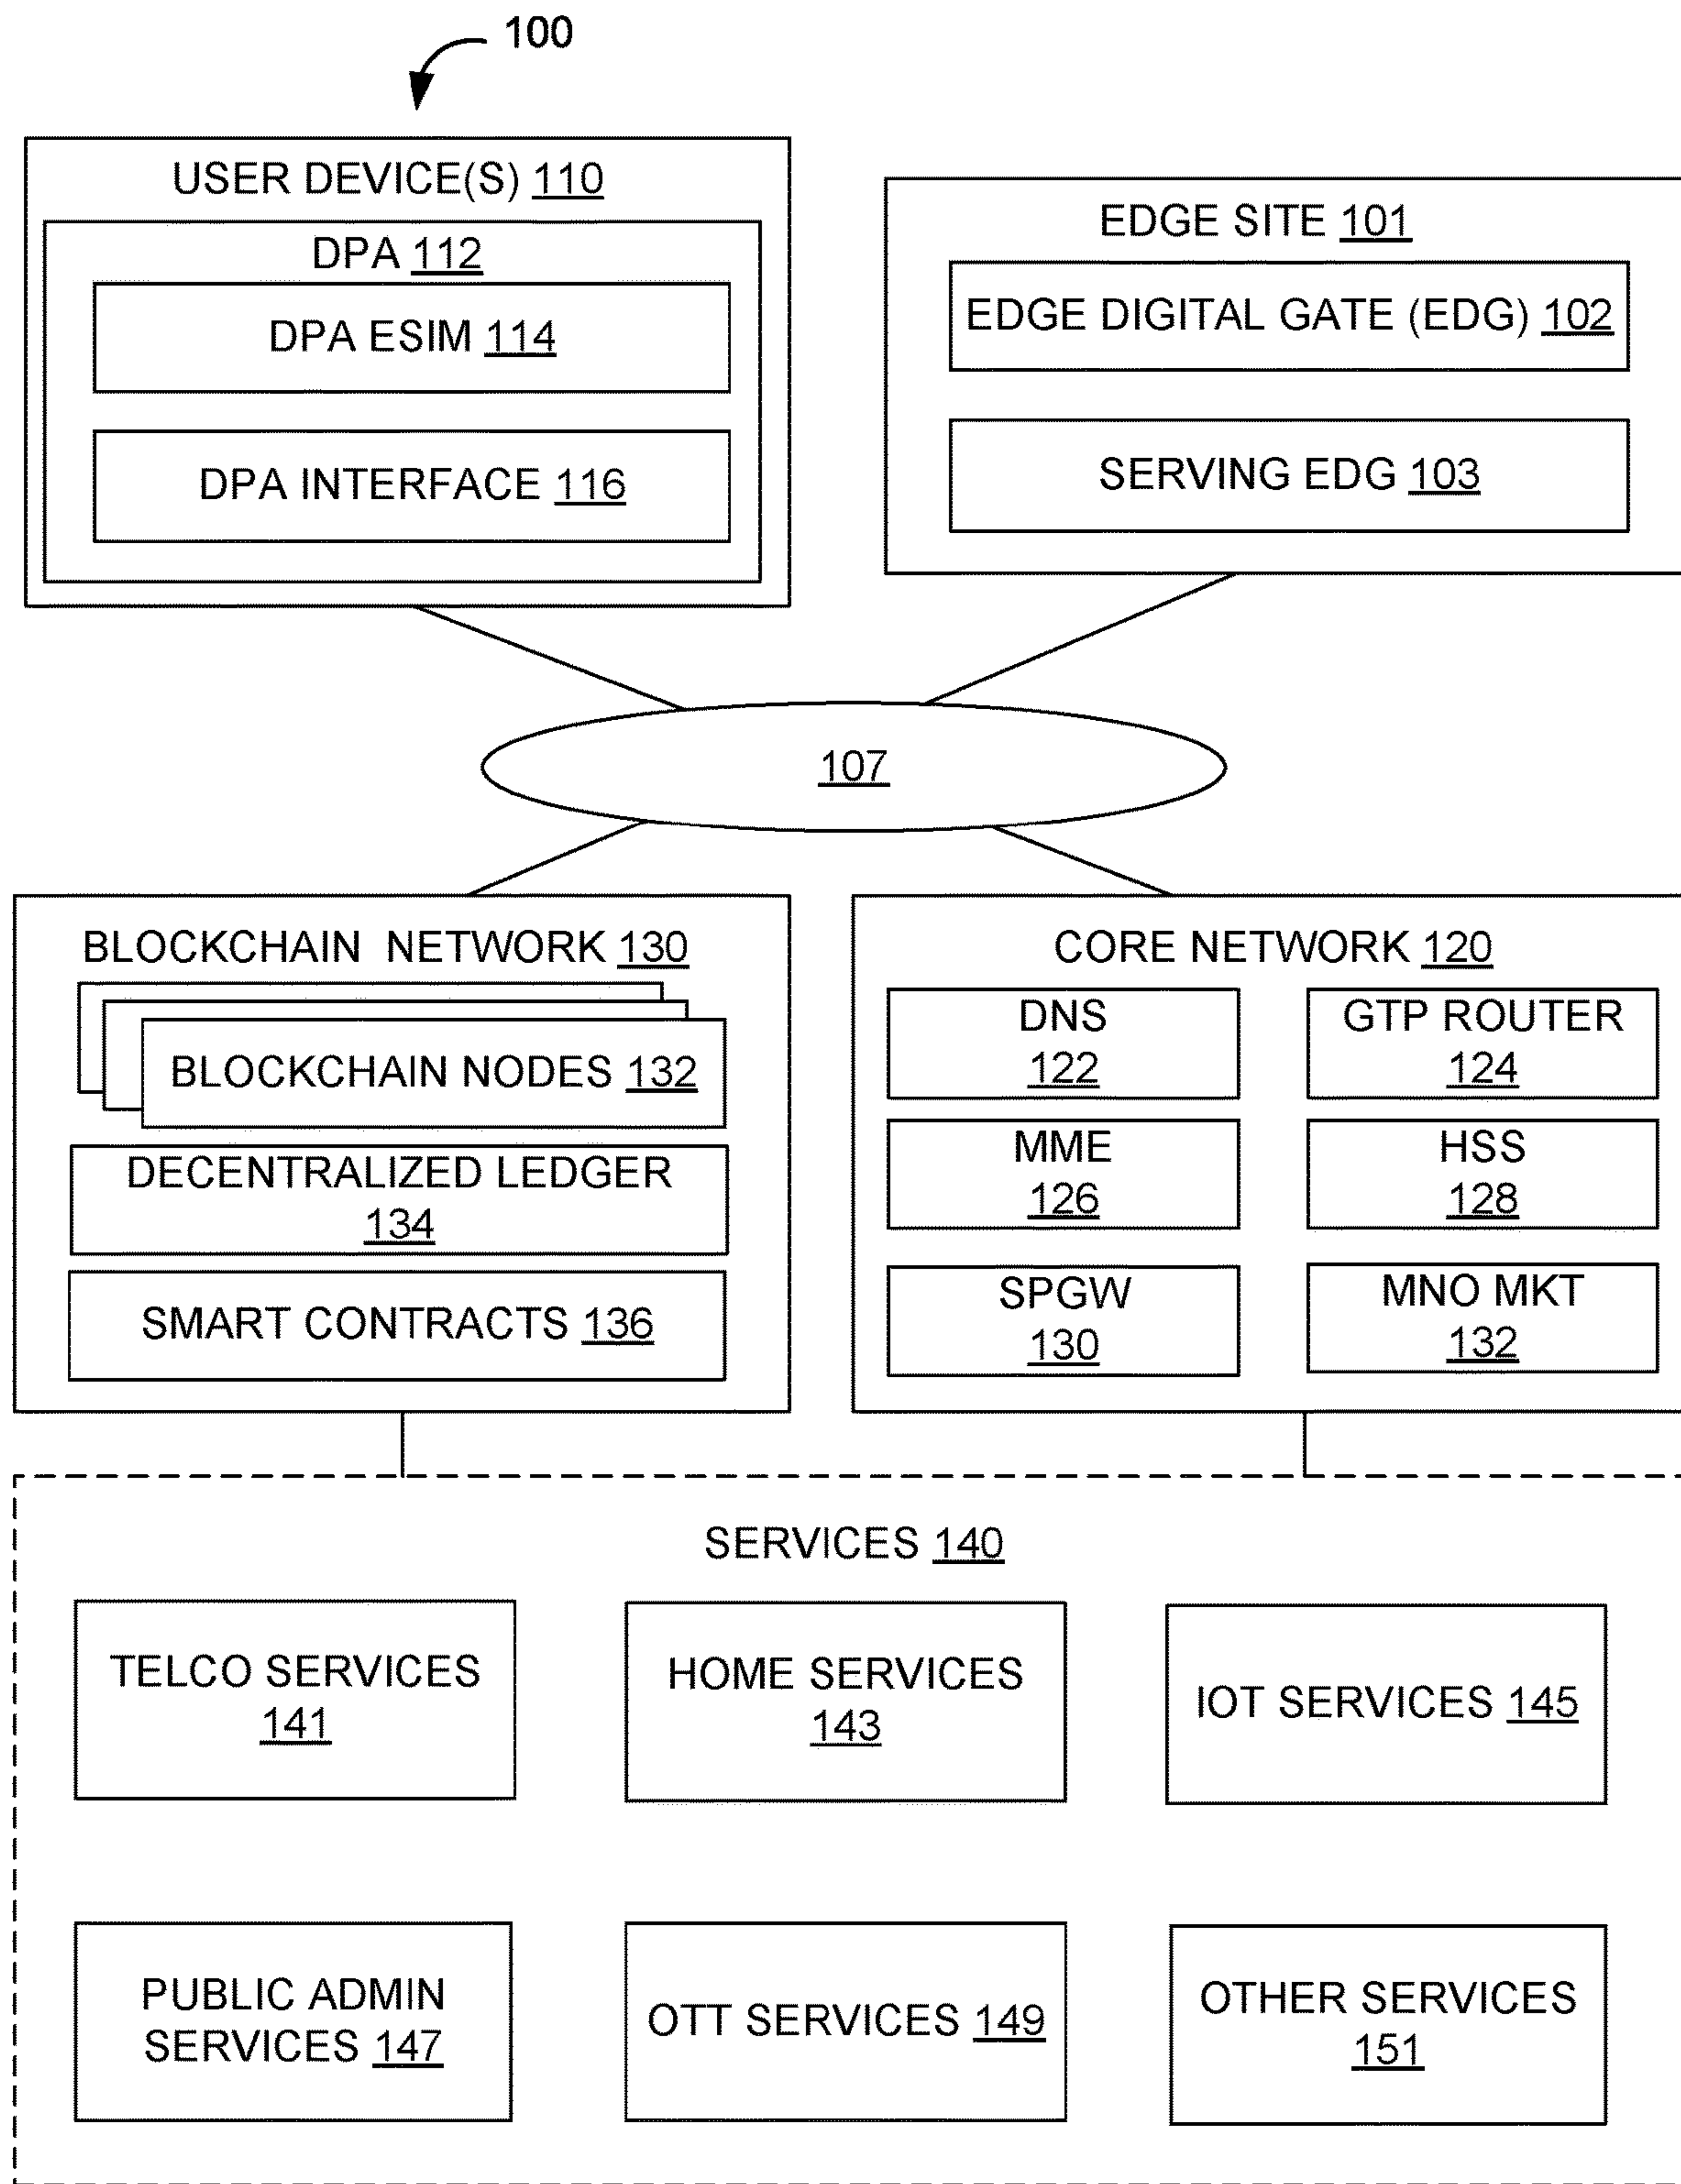 100
USER DEVICE(S) 110
DPA 112
DPA ESIM 114
DPA INTERFACE 116
EDGE SITE 101
EDGE DIGITAL GATE (EDG) 102
SERVING EDG 103
107
BLOCKCHAIN NETWORK 130
BLOCKCHAIN NODES 132
DECENTRALIZED LEDGER
134
SMART CONTRACTS 136
CORE NETWORK 120
DNS
122
GTP ROUTER
124
MME
126
HSS
128
SPGW
130
MNO MKT
132
SERVICES 140
TELCO SERVICES
141
HOME SERVICES
143
IOT SERVICES 145
PUBLIC ADMIN
SERVICES 147
OTT SERVICES 149
OTHER SERVICES
151